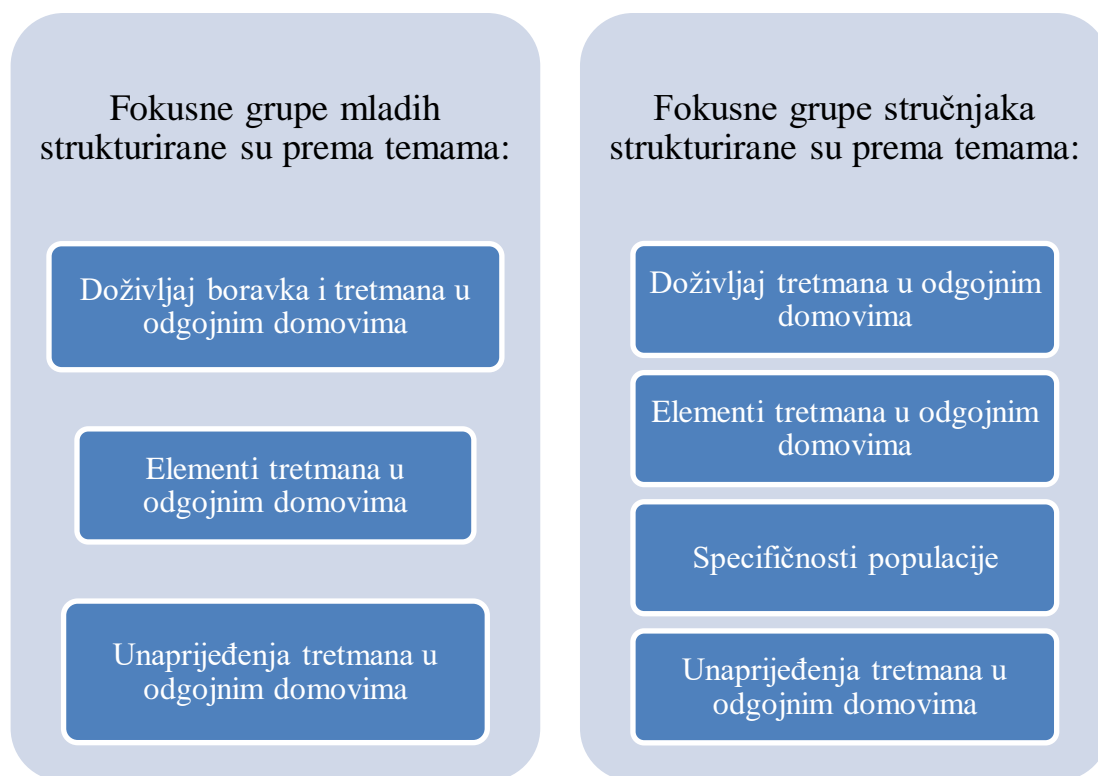 Fokusne grupe mladih
strukturirane su prema temama:
Doživljaj boravka i tretmana u
odgojnim domovima
Elementi tretmana u
odgojnim domovima
Unaprijeđenja tretmana u
odgojnim domovima
Fokusne grupe stručnjaka
strukturirane su prema temama:
Doživljaj tretmana u odgojnim
domovima
Elementi tretmana u odgojnim
domovima
Specifičnosti populacije
Unaprijeđenja tretmana u
odgojnim domovima